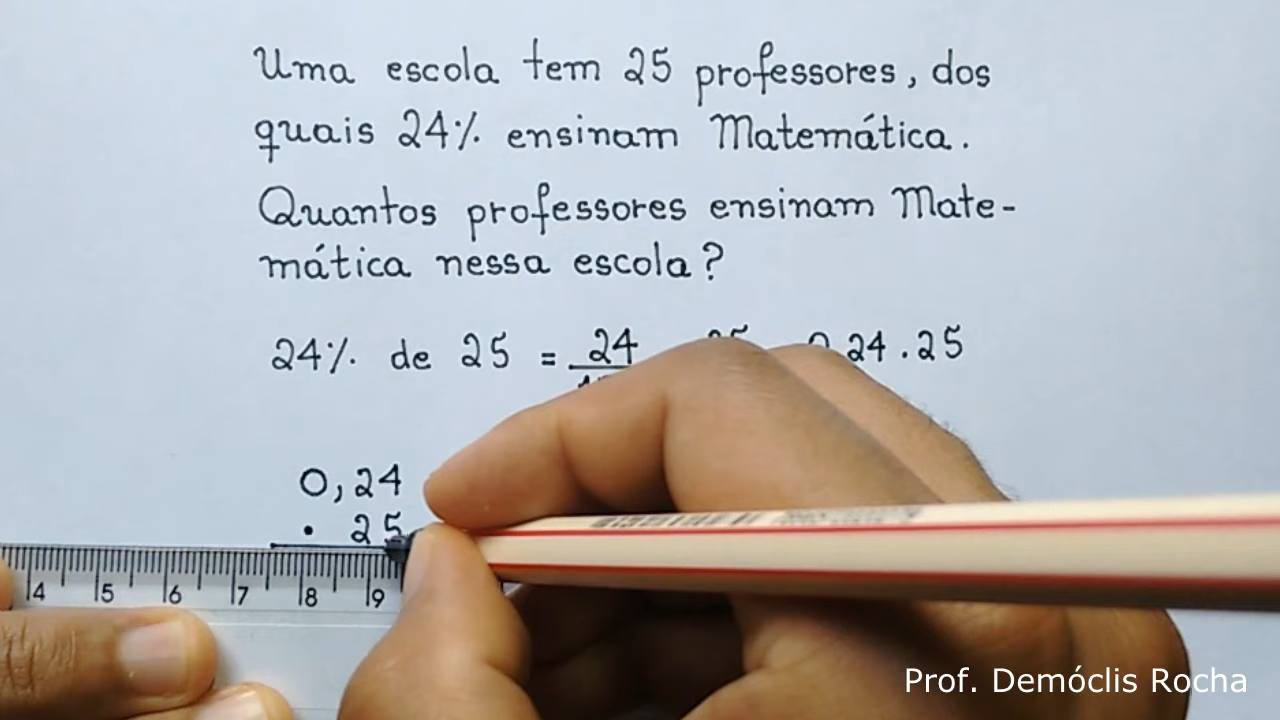 Uma escola tem 25 professores, dos
quais 24% ensinam Matemática.
Quantos professores ensinam Mate-
mática nessa escola?
24% de 25 = 24 24 . 25
0,24
. 25
4 5 6 7 8 9
Prof. Demóclis Rocha